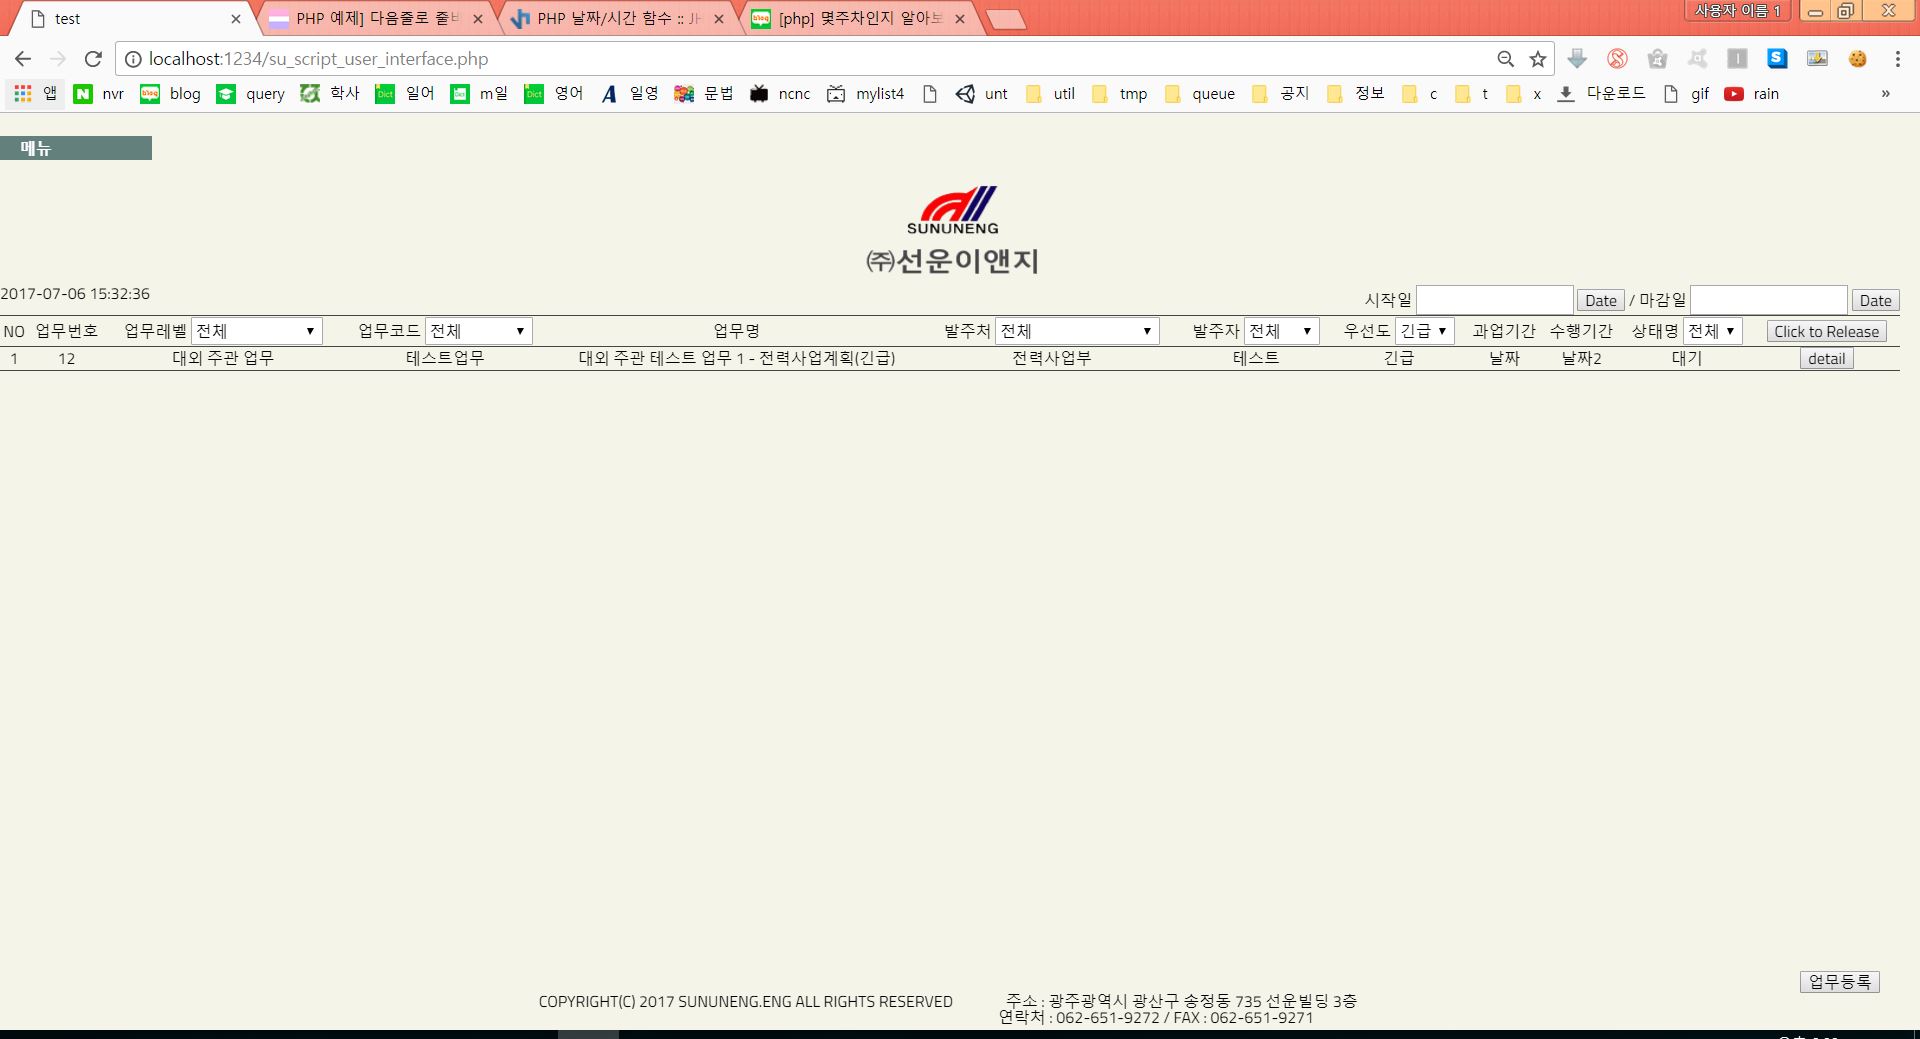 test
PHP 예제] 다음줄로 줄바
PHP 날짜/시간 함수 :: JH
[php] 몇주차인지 알아보
사용자 이름 1
localhost:1234/su_script_user_interface.php
앱 nvr blog query 학사 일어 m일 영어 일영 문법 ncnc mylist4 unt util tmp queue 공지 정보 c t x 다운로드 gif rain »
메뉴
SUNUNENG
㈜선운이앤지
2017-07-06 15:32:36
시작일 Date / 마감일 Date
NO 업무번호 업무레벨 전체 업무코드 전체 업무명 발주처 전체 발주자 전체 우선도 긴급 과업기간 수행기간 상태명 전체 Click to Release
1 12 대외 주관 업무 테스트업무 대외 주관 테스트 업무 1 - 전력사업계획(긴급) 전력사업부 테스트 긴급 날짜 날짜2 대기 detail
업무등록
COPYRIGHT(C) 2017 SUNUNENG.ENG ALL RIGHTS RESERVED 주소 : 광주광역시 광산구 송정동 735 선운빌딩 3층
연락처 : 062-651-9272 / FAX : 062-651-9271